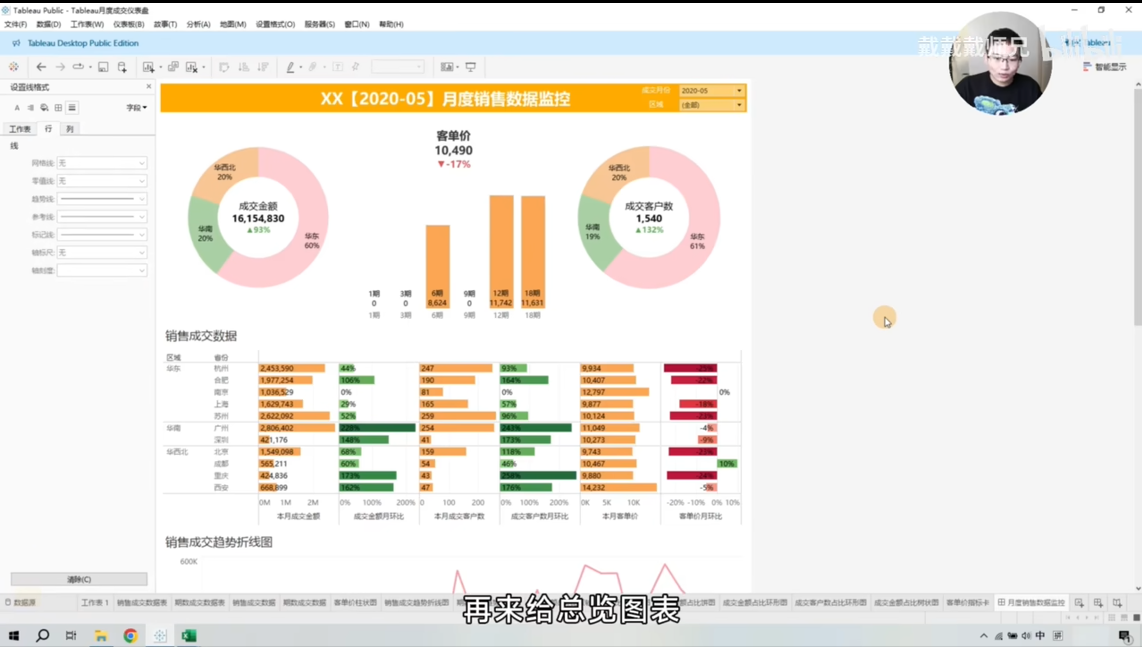 Tableau Public - Tableau月度成交仪表盘
文件(F) 数据(D) 工作表(W) 仪表板(B) 故事(T) 分析(A) 地图(M) 设置格式(O) 服务器(S) 窗口(N) 帮助(H)
Tableau Desktop Public Edition
戴戴戴师兄
智能显示
设置线格式
字段
工作表 行 列
线
网格线: 无
零值线: 无
趋势线:
参考线:
标记线:
轴标尺: 无
轴刻度:
清除(C)
XX【2020-05】月度销售数据监控
成交月份 2020-05
区域 (全部)
华西北
20%
华南
20%
华东
60%
成交金额
16,154,830
▲93%
客单价
10,490
▼-17%
1期 3期 6期 9期 12期 18期
0 0 8,624 0 11,742 11,631
1期 3期 6期 9期 12期 18期
华西北
20%
华南
19%
华东
61%
成交客户数
1,540
▲132%
销售成交数据
区域 省份
华东 杭州 2,453,590 44% 247 93% 9,934 -25%
合肥 1,977,254 106% 190 164% 10,407 -22%
南京 1,036,529 0% 81 0% 12,797 0%
上海 1,629,743 29% 165 57% 9,877 -18%
苏州 2,622,092 52% 259 96% 10,124 -23%
华南 广州 2,806,402 228% 254 243% 11,049 -4%
深圳 421,176 148% 41 173% 10,273 -9%
华西北 北京 1,549,098 68% 159 118% 9,743 -23%
成都 565,211 60% 54 46% 10,467 10%
重庆 424,836 173% 43 258% 9,880 -24%
西安 668,899 162% 47 176% 14,232 -5%
0M 1M 2M 0% 100% 200% 0 100 200 0% 100% 200% 0K 5K 10K -20% -10% 0% 10%
本月成交金额 成交金额月环比 本月成交客户数 成交客户数月环比 本月客单价 客单价月环比
销售成交趋势折线图
600K
再来给总览图表
数据源 工作表 1 销售成交数据表 期数成交数据表 销售成交数据 期数成交数据 客单价柱状图 销售成交趋势折线图 额占比饼图 成交金额占比环形图 成交客户数占比环形图 成交金额占比树状图 客单价指标卡 月度销售数据监控
中 拼